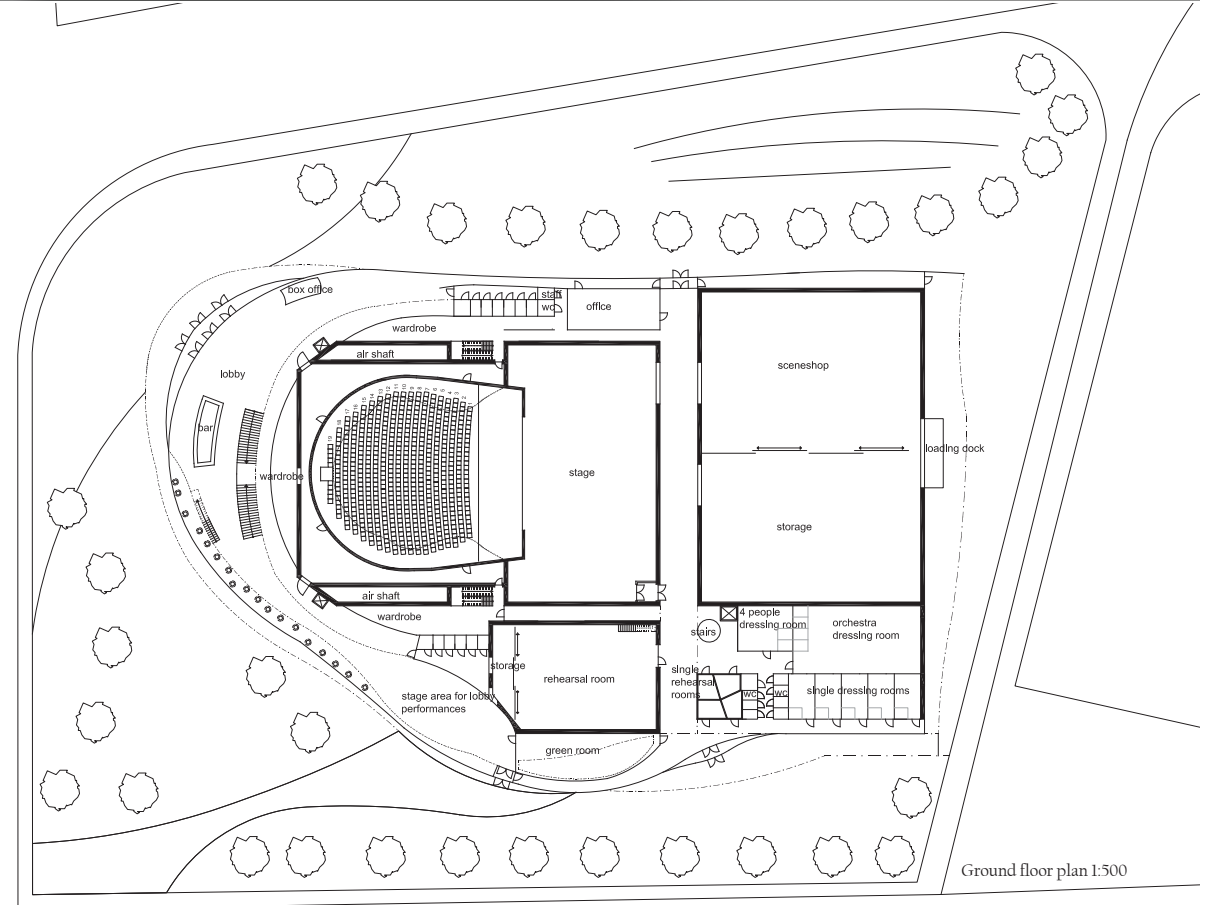 box office
staff
wc
office
wardrobe
air shaft
lobby
sceneshop
bar
loading dock
stage
wardrobe
storage
air shaft
wardrobe
4 people
dressing room
orchestra
dressing room
stairs
storage
rehearsal room
single
rehearsal
rooms
wc
wc
single dressing rooms
stage area for lobby
performances
green room
Ground floor plan 1:500